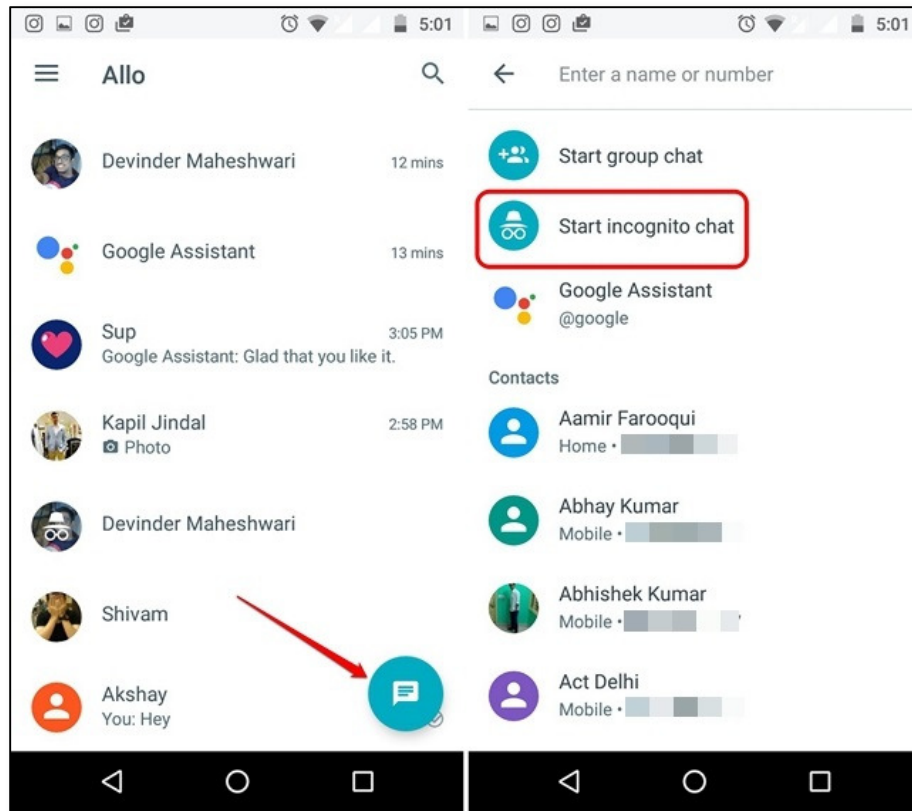 5:01
Allo
Devinder Maheshwari
12 mins
Google Assistant
13 mins
Sup
3:05 PM
Google Assistant: Glad that you like it.
Kapil Jindal
2:58 PM
Photo
Devinder Maheshwari
Shivam
Akshay
You: Hey
5:01
Enter a name or number
Start group chat
Start incognito chat
Google Assistant
@google
Contacts
Aamir Farooqui
Home •
Abhay Kumar
Mobile •
Abhishek Kumar
Mobile •
Act Delhi
Mobile •